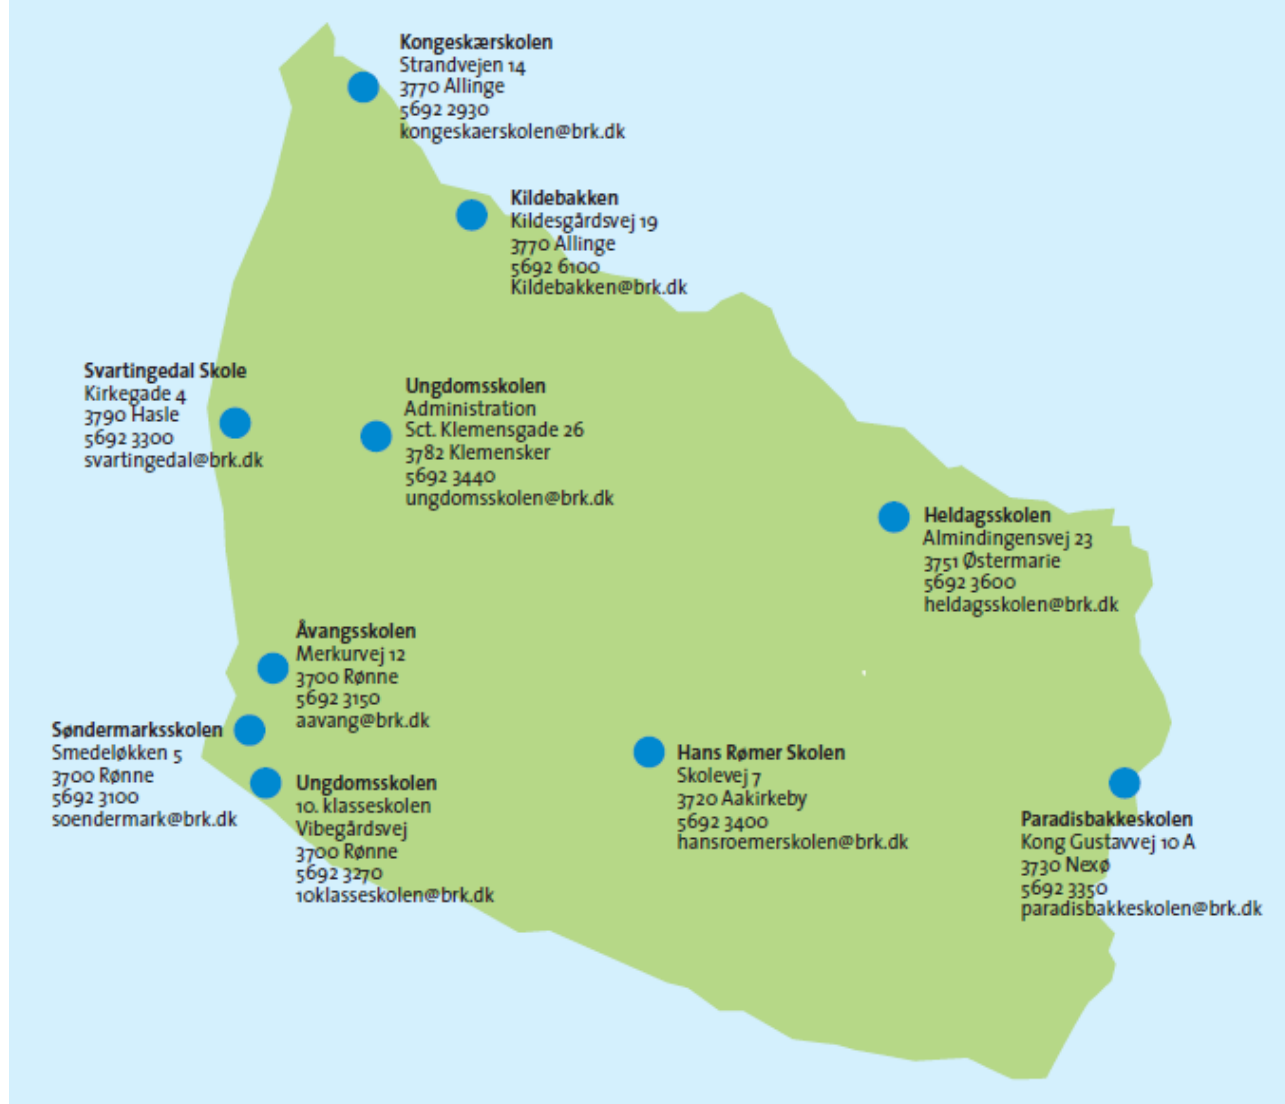 Kongeskærskolen
Strandvejen 14
3770 Allinge
5692 2930
kongeskaerskolen@brk.dk
Kildebakken
Kildesgårdsvej 19
3770 Allinge
5692 6100
Kildebakken@brk.dk
Svartingedal Skole
Kirkegade 4
3790 Hasle
5692 3300
svartingedal@brk.dk
Ungdomsskolen
Administration
Sct. Klemensgade 26
3782 Klemensker
5692 3440
ungdomsskolen@brk.dk
Heldagsskolen
Almindingensvej 23
3751 Østermarie
5692 3600
heldagsskolen@brk.dk
Åvangsskolen
Merkurvej 12
3700 Rønne
5692 3150
aavang@brk.dk
Søndermarksskolen
Smedeløkken 5
3700 Rønne
5692 3100
soendermark@brk.dk
Ungdomsskolen
10. klasseskolen
Vibegårdsvej
3700 Rønne
5692 3270
10klasseskolen@brk.dk
Hans Rømer Skolen
Skolevej 7
3720 Aakirkeby
5692 3400
hansroemerskolen@brk.dk
Paradisbakkeskolen
Kong Gustavvej 10 A
3730 Nexø
5692 3350
paradisbakkeskolen@brk.dk